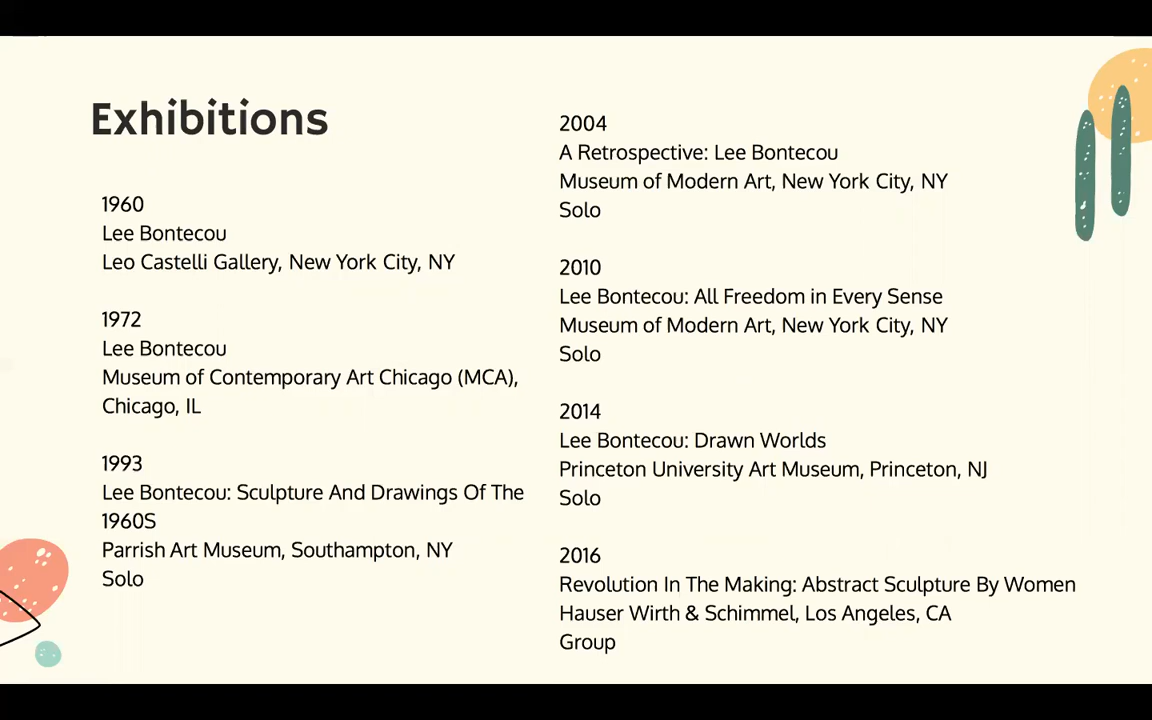 Exhibitions
1960
Lee Bontecou
Leo Castelli Gallery, New York City, NY
1972
Lee Bontecou
Museum of Contemporary Art Chicago (MCA),
Chicago, IL
1993
Lee Bontecou: Sculpture And Drawings Of The
1960S
Parrish Art Museum, Southampton, NY
Solo
2004
A Retrospective: Lee Bontecou
Museum of Modern Art, New York City, NY
Solo
2010
Lee Bontecou: All Freedom in Every Sense
Museum of Modern Art, New York City, NY
Solo
2014
Lee Bontecou: Drawn Worlds
Princeton University Art Museum, Princeton, NJ
Solo
2016
Revolution In The Making: Abstract Sculpture By Women
Hauser Wirth & Schimmel, Los Angeles, CA
Group